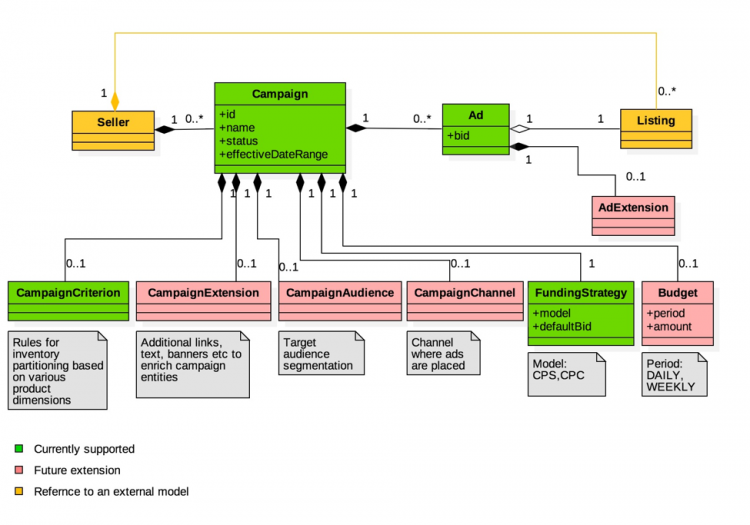 1
0..*
Campaign
+id
+name
+status
+effectiveDateRange
Seller
1
0..*
1
0..*
Ad
+bid
1
1
Listing
1
0..1
AdExtension
1
1
1
1
1
1
0..1
0..1
0..1
0..1
1
0..1
CampaignCriterion
CampaignExtension
CampaignAudience
CampaignChannel
FundingStrategy
+model
+defaultBid
Budget
+period
+amount
Rules for
inventory
partitioning based
on various
product
dimensions
Additional links,
text, banners etc to
enrich campaign
entities
Target
audience
segmentation
Channel
where ads
are placed
Model:
CPS,CPC
Period:
DAILY,
WEEKLY
Currently supported
Future extension
Refernce to an external model